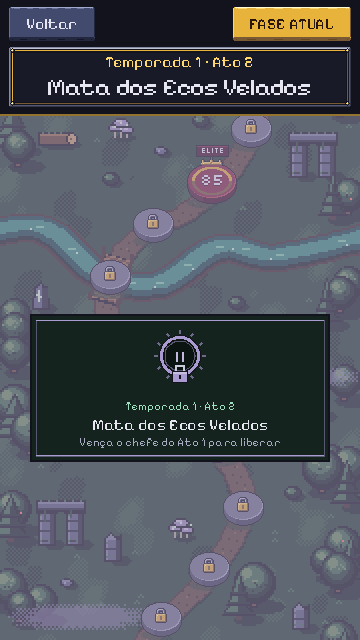 Voltar
FASE ATUAL
Temporada 1 · Ato 2
Mata dos Ecos Velados
ELITE
85
II
Temporada 1 · Ato 2
Mata dos Ecos Velados
Vença o chefe do Ato 1 para liberar